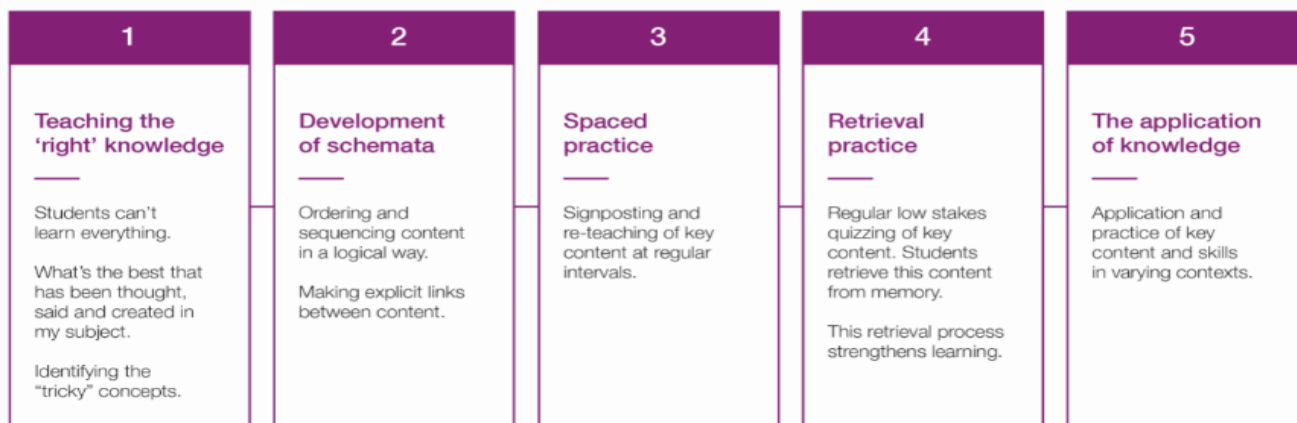 1
Teaching the
‘right’ knowledge
Students can’t
learn everything.
What’s the best that
has been thought,
said and created in
my subject.
Identifying the
“tricky” concepts.
2
Development
of schemata
Ordering and
sequencing content
in a logical way.
Making explicit links
between content.
3
Spaced
practice
Signposting and
re-teaching of key
content at regular
intervals.
4
Retrieval
practice
Regular low stakes
quizzing of key
content. Students
retrieve this content
from memory.
This retrieval process
strengthens learning.
5
The application
of knowledge
Application and
practice of key
content and skills
in varying contexts.